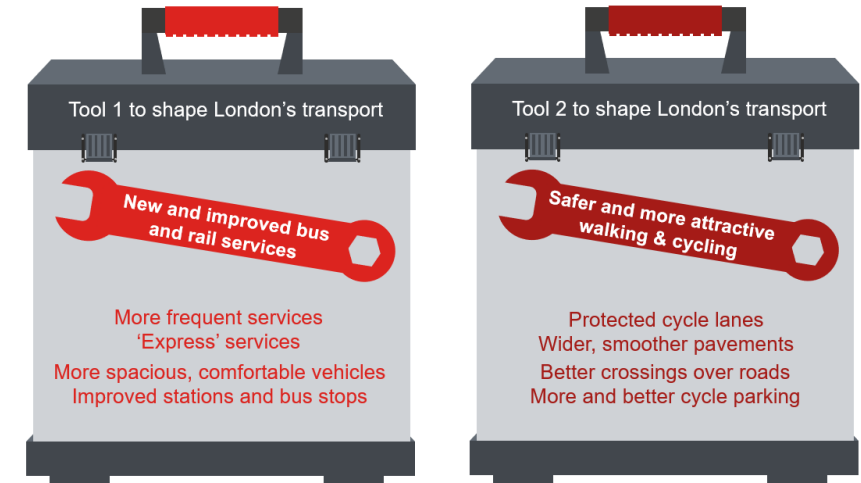 Tool 1 to shape London's transport
New and improved bus
and rail services
More frequent services
‘Express’ services
More spacious, comfortable vehicles
Improved stations and bus stops
Tool 2 to shape London's transport
Safer and more attractive
walking & cycling
Protected cycle lanes
Wider, smoother pavements
Better crossings over roads
More and better cycle parking